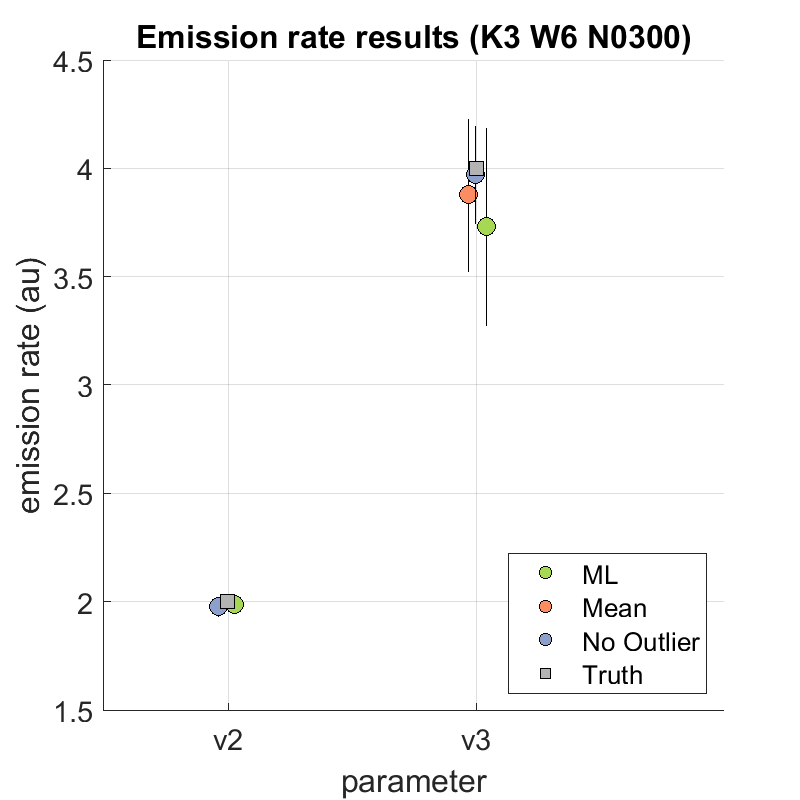 Emission rate results (K3 W6 N0300)
4.5
4
3.5
3
2.5
2
1.5
emission rate (au)
v2
v3
parameter
ML
Mean
No Outlier
Truth